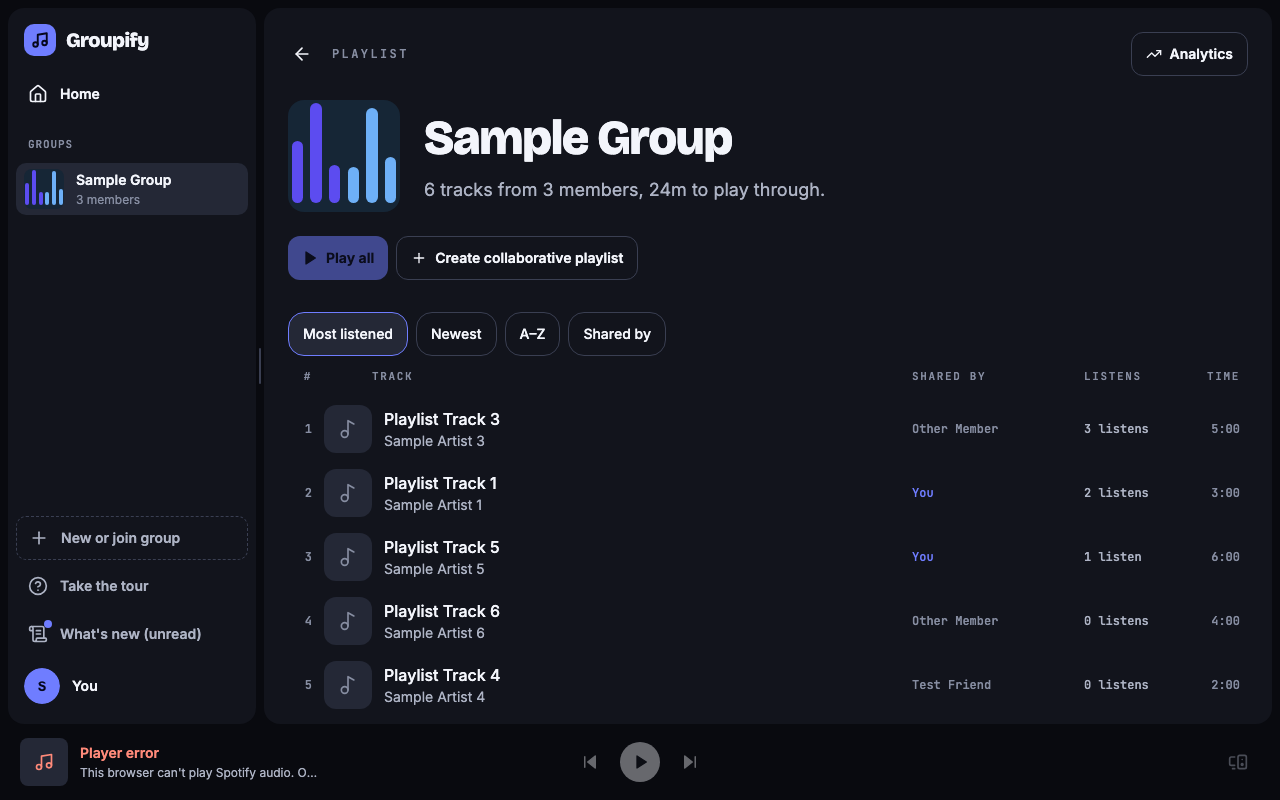 Groupify
Home
GROUPS
Sample Group
3 members
New or join group
Take the tour
What's new (unread)
S
You
PLAYLIST
Analytics
Sample Group
6 tracks from 3 members, 24m to play through.
Play all
Create collaborative playlist
Most listened
Newest
A–Z
Shared by
# TRACK SHARED BY LISTENS TIME
1 Playlist Track 3 Other Member 3 listens 5:00
Sample Artist 3
2 Playlist Track 1 You 2 listens 3:00
Sample Artist 1
3 Playlist Track 5 You 1 listen 6:00
Sample Artist 5
4 Playlist Track 6 Other Member 0 listens 4:00
Sample Artist 6
5 Playlist Track 4 Test Friend 0 listens 2:00
Sample Artist 4
Player error
This browser can't play Spotify audio. O...